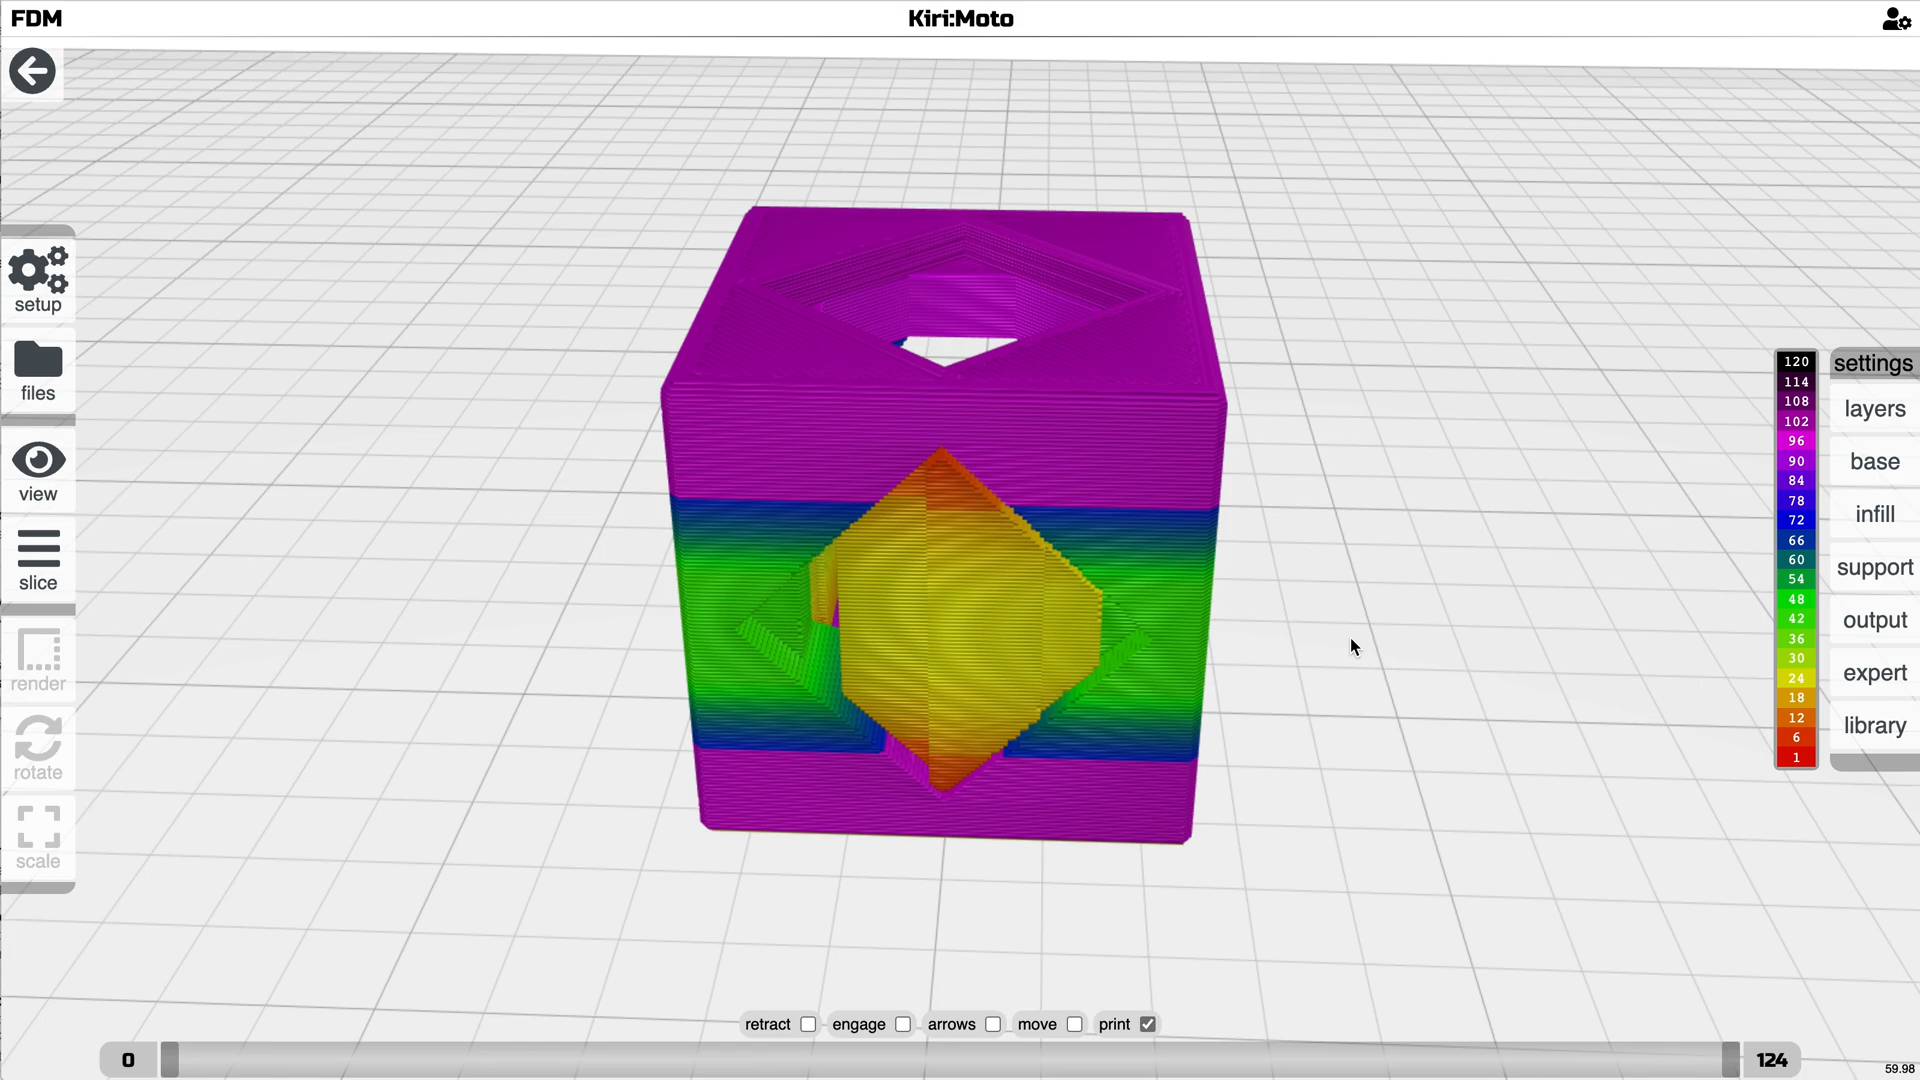 FDM
Kiri:Moto
setup
files
view
slice
render
rotate
scale
120
114
108
102
96
90
84
78
72
66
60
54
48
42
36
30
24
18
12
6
1
settings
layers
base
infill
support
output
expert
library
retract engage arrows move print
0
124
59.98